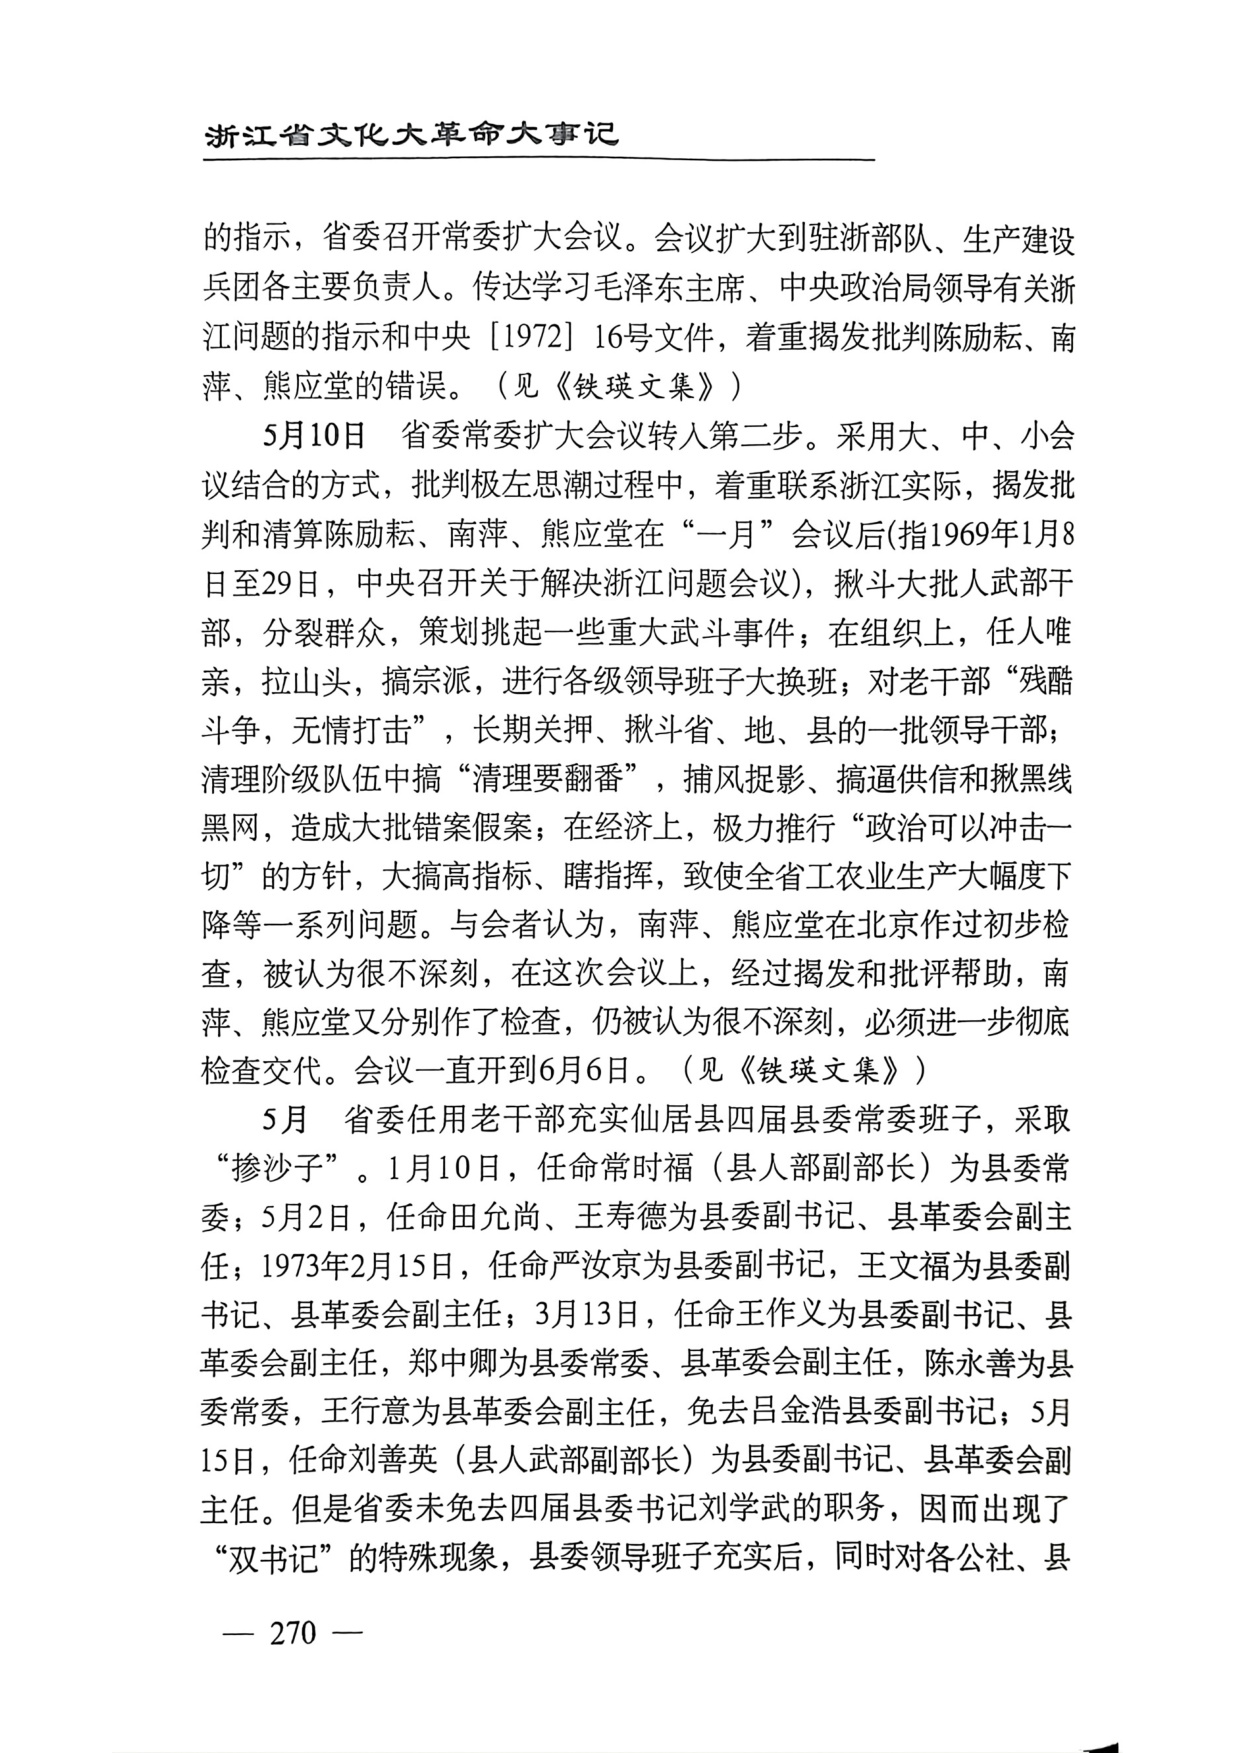 浙江省文化大革命大事记
的指示，省委召开常委扩大会议。会议扩大到驻浙部队、生产建设
兵团各主要负责人。传达学习毛泽东主席、中央政治局领导有关浙
江问题的指示和中央［1972］16号文件，着重揭发批判陈励耘、南
萍、熊应堂的错误。（见《铁瑛文集》）
5月10日　省委常委扩大会议转入第二步。采用大、中、小会
议结合的方式，批判极左思潮过程中，着重联系浙江实际，揭发批
判和清算陈励耘、南萍、熊应堂在“一月”会议后(指1969年1月8
日至29日，中央召开关于解决浙江问题会议)，揪斗大批人武部干
部，分裂群众，策划挑起一些重大武斗事件；在组织上，任人唯
亲，拉山头，搞宗派，进行各级领导班子大换班；对老干部“残酷
斗争，无情打击”，长期关押、揪斗省、地、县的一批领导干部；
清理阶级队伍中搞“清理要翻番”，捕风捉影、搞逼供信和揪黑线
黑网，造成大批错案假案；在经济上，极力推行“政治可以冲击一
切”的方针，大搞高指标、瞎指挥，致使全省工农业生产大幅度下
降等一系列问题。与会者认为，南萍、熊应堂在北京作过初步检
查，被认为很不深刻，在这次会议上，经过揭发和批评帮助，南
萍、熊应堂又分别作了检查，仍被认为很不深刻，必须进一步彻底
检查交代。会议一直开到6月6日。（见《铁瑛文集》）
5月　省委任用老干部充实仙居县四届县委常委班子，采取
“掺沙子”。1月10日，任命常时福（县人部副部长）为县委常
委；5月2日，任命田允尚、王寿德为县委副书记、县革委会副主
任；1973年2月15日，任命严汝京为县委副书记，王文福为县委副
书记、县革委会副主任；3月13日，任命王作义为县委副书记、县
革委会副主任，郑中卿为县委常委、县革委会副主任，陈永善为县
委常委，王行意为县革委会副主任，免去吕金浩县委副书记；5月
15日，任命刘善英（县人武部副部长）为县委副书记、县革委会副
主任。但是省委未免去四届县委书记刘学武的职务，因而出现了
“双书记”的特殊现象，县委领导班子充实后，同时对各公社、县
— 270 —